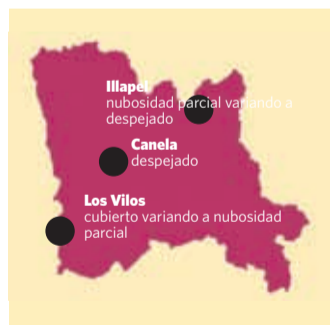 Illapel
nubosidad parcial variando a
despejado
Canela
despejado
Los Vilos
cubierto variando a nubosidad
parcial